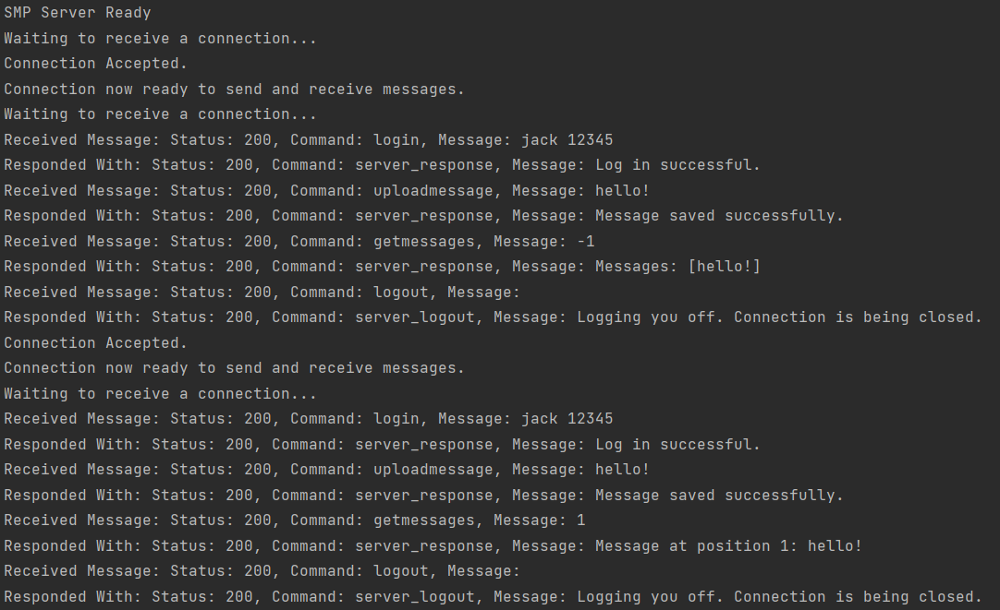 SMP Server Ready
Waiting to receive a connection...
Connection Accepted.
Connection now ready to send and receive messages.
Waiting to receive a connection...
Received Message: Status: 200, Command: login, Message: jack 12345
Responded With: Status: 200, Command: server_response, Message: Log in successful.
Received Message: Status: 200, Command: uploadmessage, Message: hello!
Responded With: Status: 200, Command: server_response, Message: Message saved successfully.
Received Message: Status: 200, Command: getmessages, Message: -1
Responded With: Status: 200, Command: server_response, Message: Messages: [hello!]
Received Message: Status: 200, Command: logout, Message:
Responded With: Status: 200, Command: server_logout, Message: Logging you off. Connection is being closed.
Connection Accepted.
Connection now ready to send and receive messages.
Waiting to receive a connection...
Received Message: Status: 200, Command: login, Message: jack 12345
Responded With: Status: 200, Command: server_response, Message: Log in successful.
Received Message: Status: 200, Command: uploadmessage, Message: hello!
Responded With: Status: 200, Command: server_response, Message: Message saved successfully.
Received Message: Status: 200, Command: getmessages, Message: 1
Responded With: Status: 200, Command: server_response, Message: Message at position 1: hello!
Received Message: Status: 200, Command: logout, Message:
Responded With: Status: 200, Command: server_logout, Message: Logging you off. Connection is being closed.